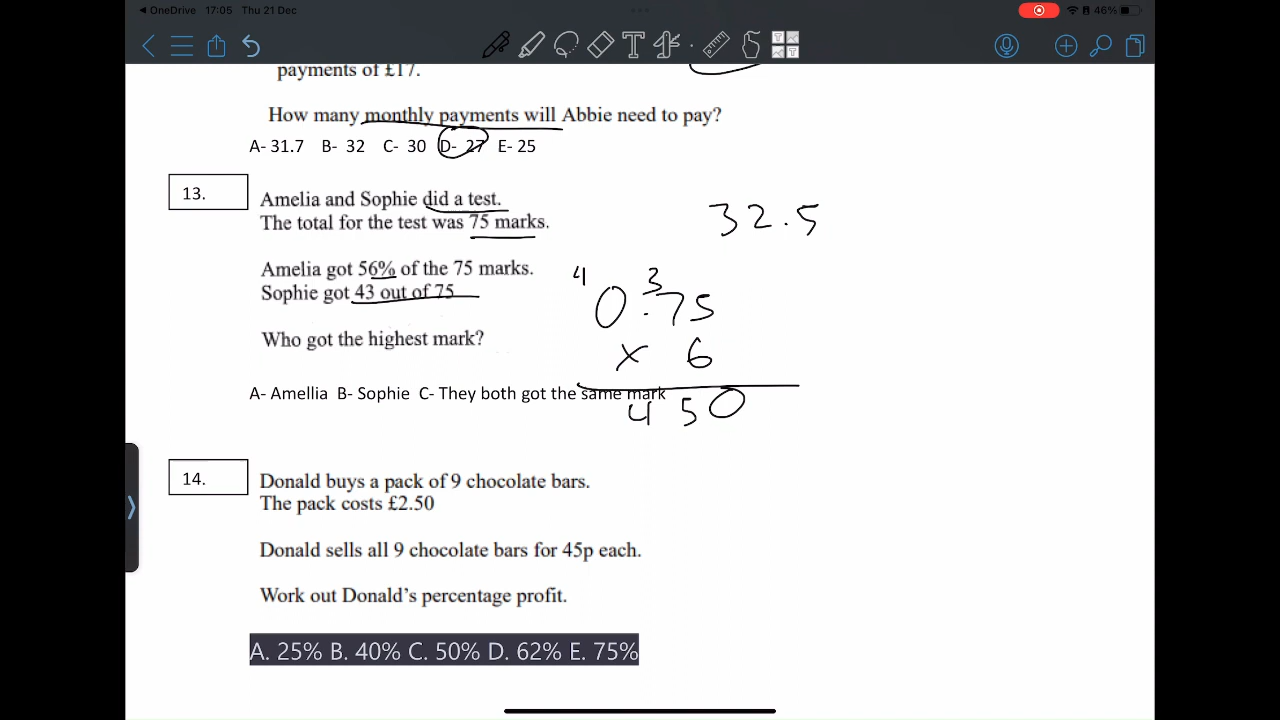 OneDrive 17:05 Thu 21 Dec 46%
payments of £17.
How many monthly payments will Abbie need to pay?
A- 31.7 B- 32 C- 30 D- 27 E- 25
13.
Amelia and Sophie did a test.
The total for the test was 75 marks.
32.5
Amelia got 56% of the 75 marks.
Sophie got 43 out of 75
4 3
0.75
Who got the highest mark?
x 6
A- Amellia B- Sophie C- They both got the same mark
450
14.
Donald buys a pack of 9 chocolate bars.
The pack costs £2.50
Donald sells all 9 chocolate bars for 45p each.
Work out Donald's percentage profit.
A. 25% B. 40% C. 50% D. 62% E. 75%